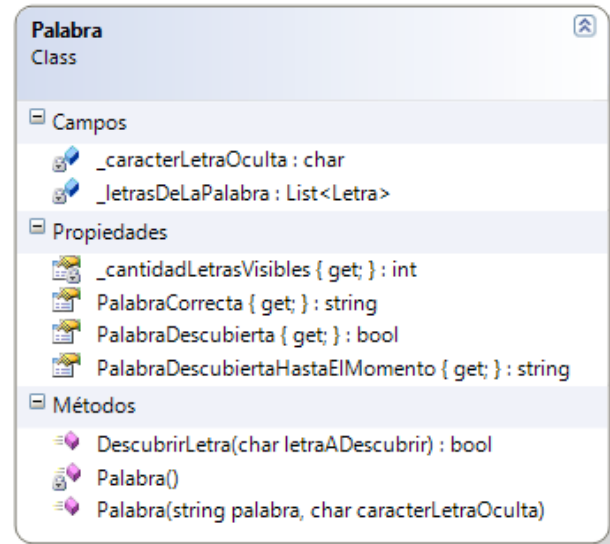 Palabra
Class
Campos
_caracterLetraOculta : char
_letrasDeLaPalabra : List<Letra>
Propiedades
_cantidadLetrasVisibles { get; } : int
PalabraCorrecta { get; } : string
PalabraDescubierta { get; } : bool
PalabraDescubiertaHastaElMomento { get; } : string
Métodos
DescubrirLetra(char letraADescubrir) : bool
Palabra()
Palabra(string palabra, char caracterLetraOculta)